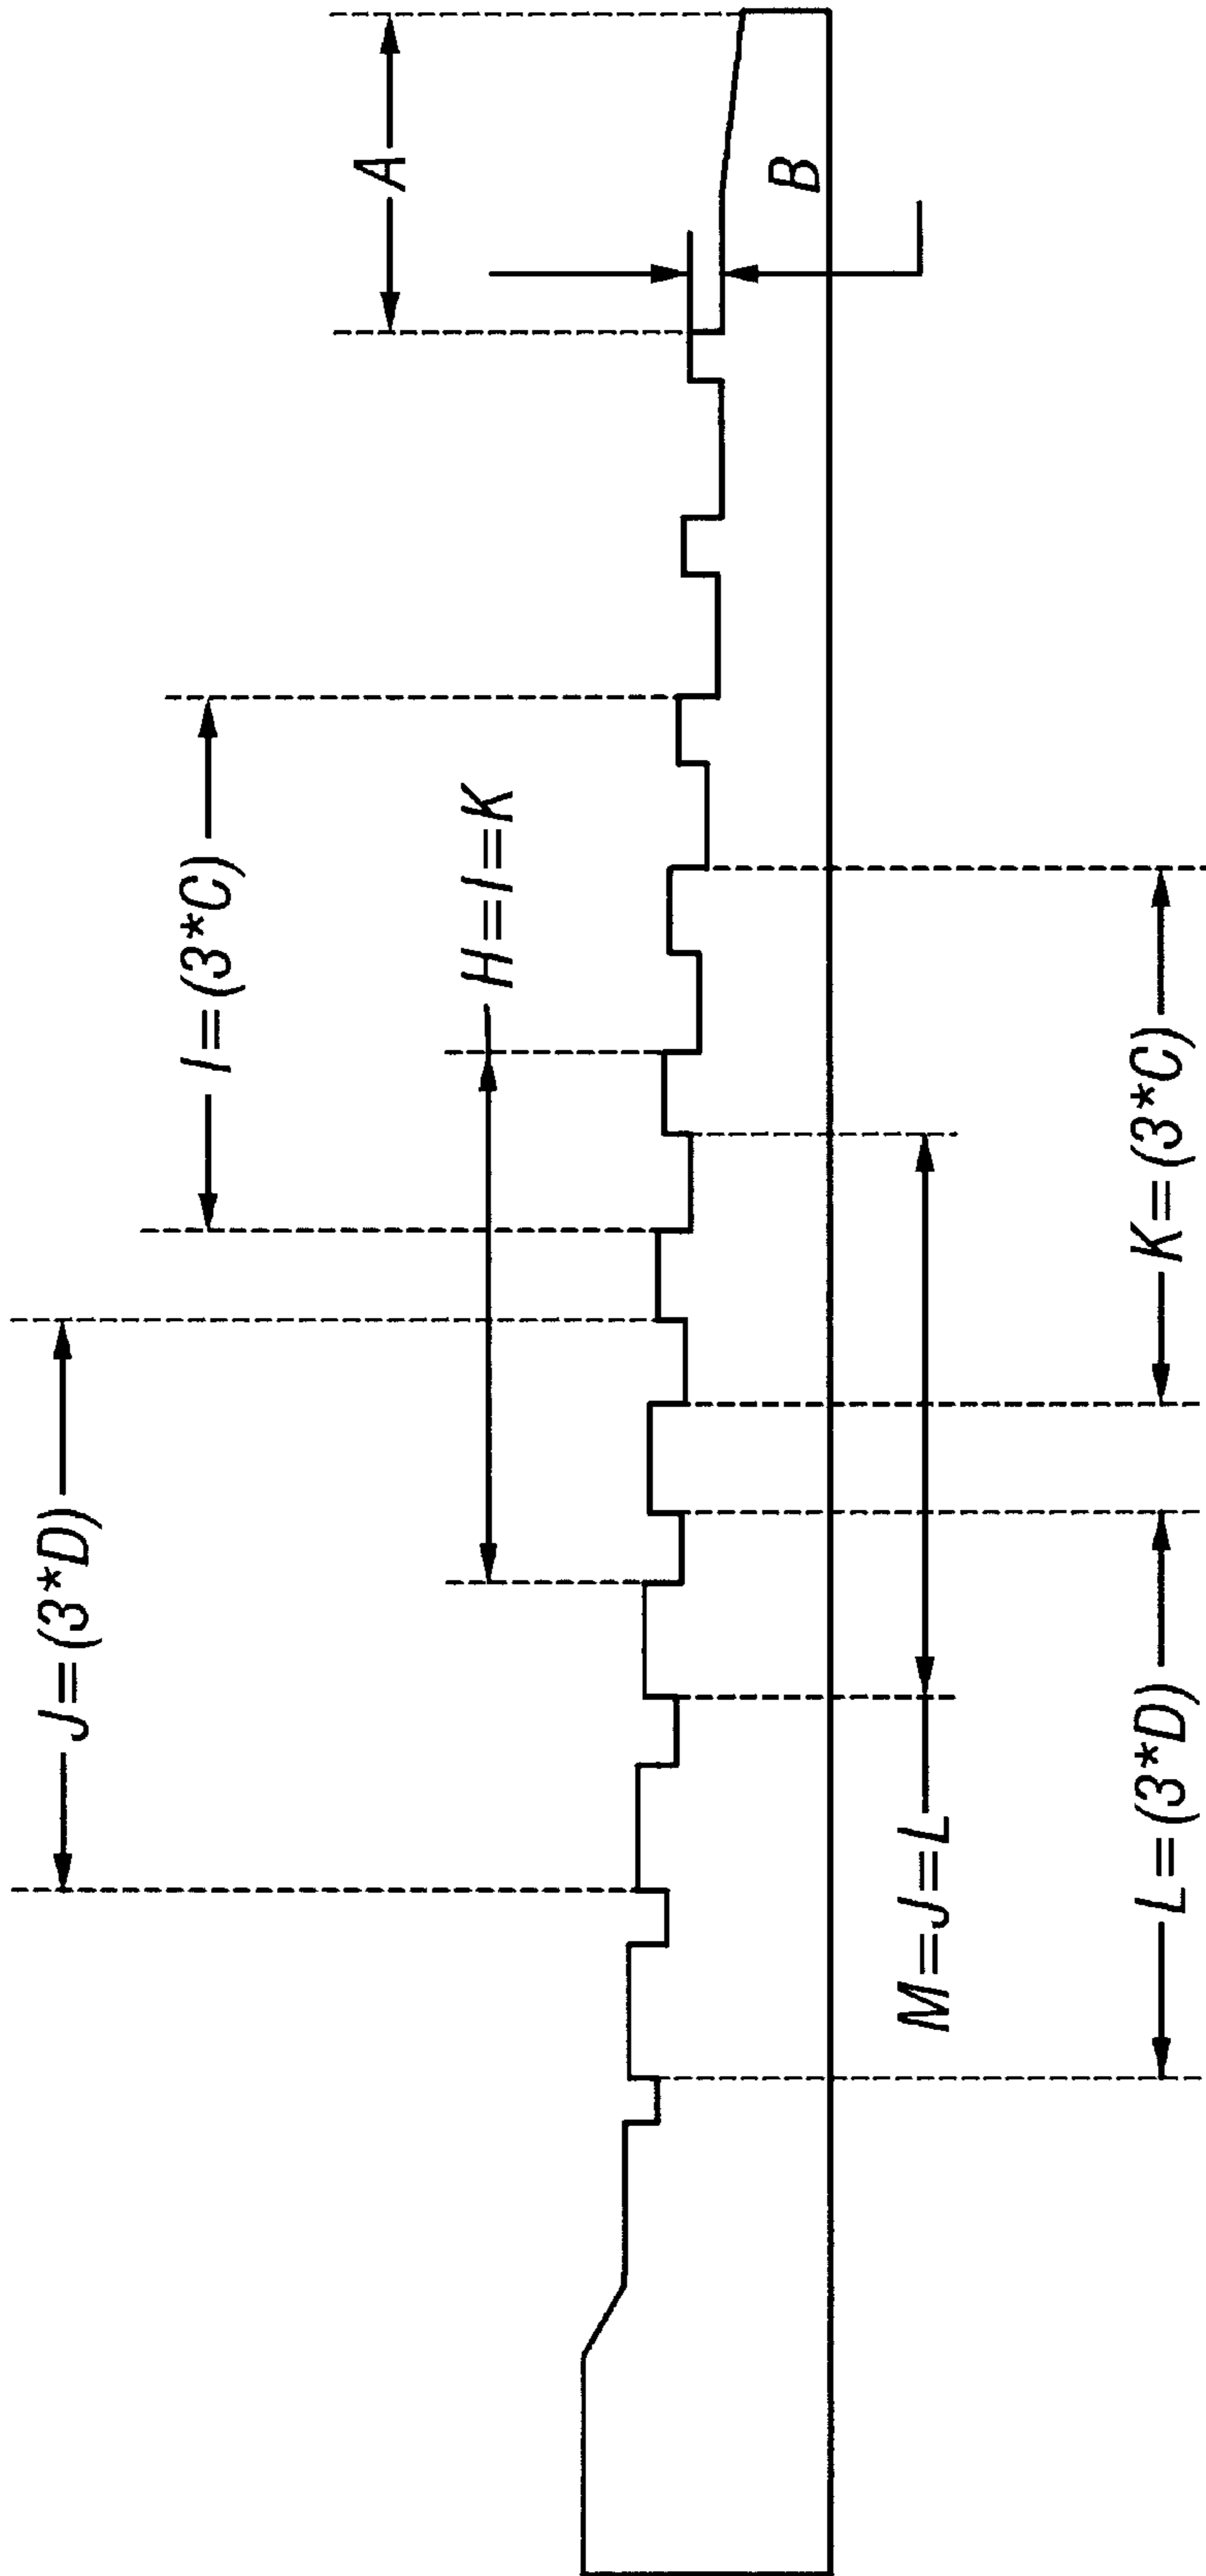 J=(3*D)
I=(3*C)
A
H=I=K
B
M=J=L
L=(3*D)
K=(3*C)